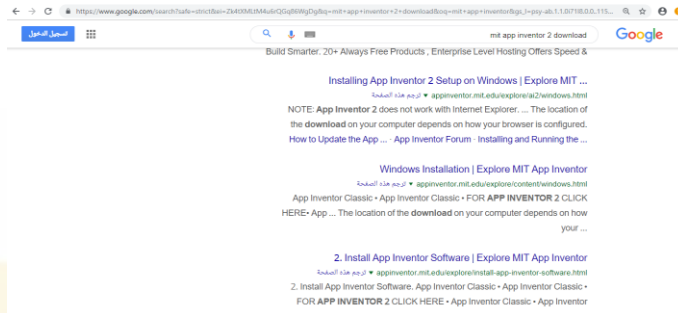 https://www.google.com/search?safe=strict&ei=Zk4tXMLtM4u6rQGqB6WgDg&q=mit+app+inventor+2+download&oq=mit+app+inventor&gs_l=psy-ab.1.1.0i71l8.0.0..115...
تسجيل الدخول
mit app inventor 2 download
Google
Build Smarter. 20+ Always Free Products , Enterprise Level Hosting Offers Speed &
Installing App Inventor 2 Setup on Windows | Explore MIT ...
appinventor.mit.edu/explore/ai2/windows.html ▼ ترجم هذه الصفحة
NOTE: App Inventor 2 does not work with Internet Explorer. ... The location of
the download on your computer depends on how your browser is configured.
How to Update the App ... · App Inventor Forum · Installing and Running the ...
Windows Installation | Explore MIT App Inventor
appinventor.mit.edu/explore/content/windows.html ▼ ترجم هذه الصفحة
App Inventor Classic • App Inventor Classic • FOR APP INVENTOR 2 CLICK
HERE• App ... The location of the download on your computer depends on how
your ...
2. Install App Inventor Software | Explore MIT App Inventor
appinventor.mit.edu/explore/install-app-inventor-software.html ▼ ترجم هذه الصفحة
2. Install App Inventor Software. App Inventor Classic • App Inventor Classic •
FOR APP INVENTOR 2 CLICK HERE • App Inventor Classic • App Inventor